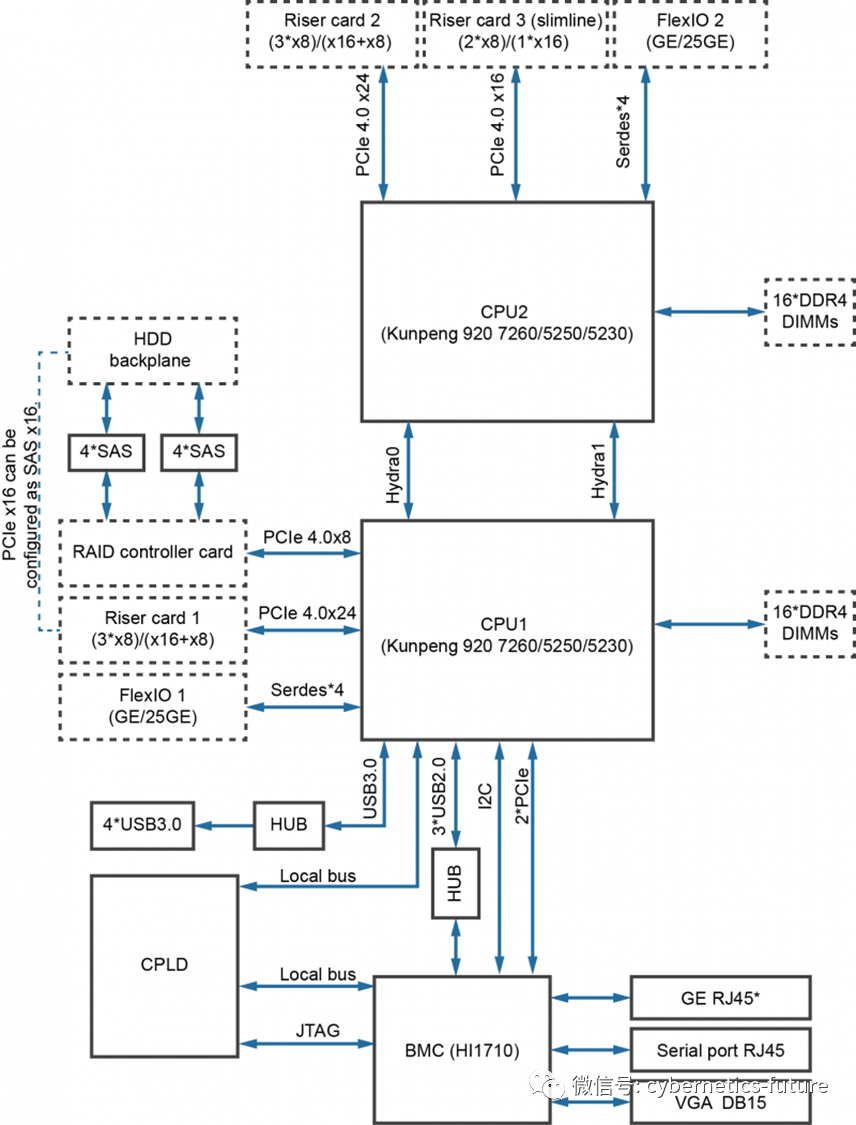 Riser card 2
(3*x8)/(x16+x8)
Riser card 3 (slimline)
(2*x8)/(1*x16)
FlexIO 2
(GE/25GE)
PCIe 4.0 x24
PCIe 4.0 x16
Serdes*4
CPU2
(Kunpeng 920 7260/5250/5230)
16*DDR4
DIMMs
HDD
backplane
PCIe x16 can be
configured as SAS x16.
4*SAS
4*SAS
Hydra0
Hydra1
RAID controller card
PCIe 4.0x8
Riser card 1
(3*x8)/(x16+x8)
PCIe 4.0x24
CPU1
(Kunpeng 920 7260/5250/5230)
16*DDR4
DIMMs
FlexIO 1
(GE/25GE)
Serdes*4
USB3.0
3*USB2.0
I2C
2*PCIe
4*USB3.0
HUB
HUB
Local bus
CPLD
Local bus
JTAG
BMC (HI1710)
GE RJ45*
Serial port RJ45
微信号: cybernetics-future
VGA DB15